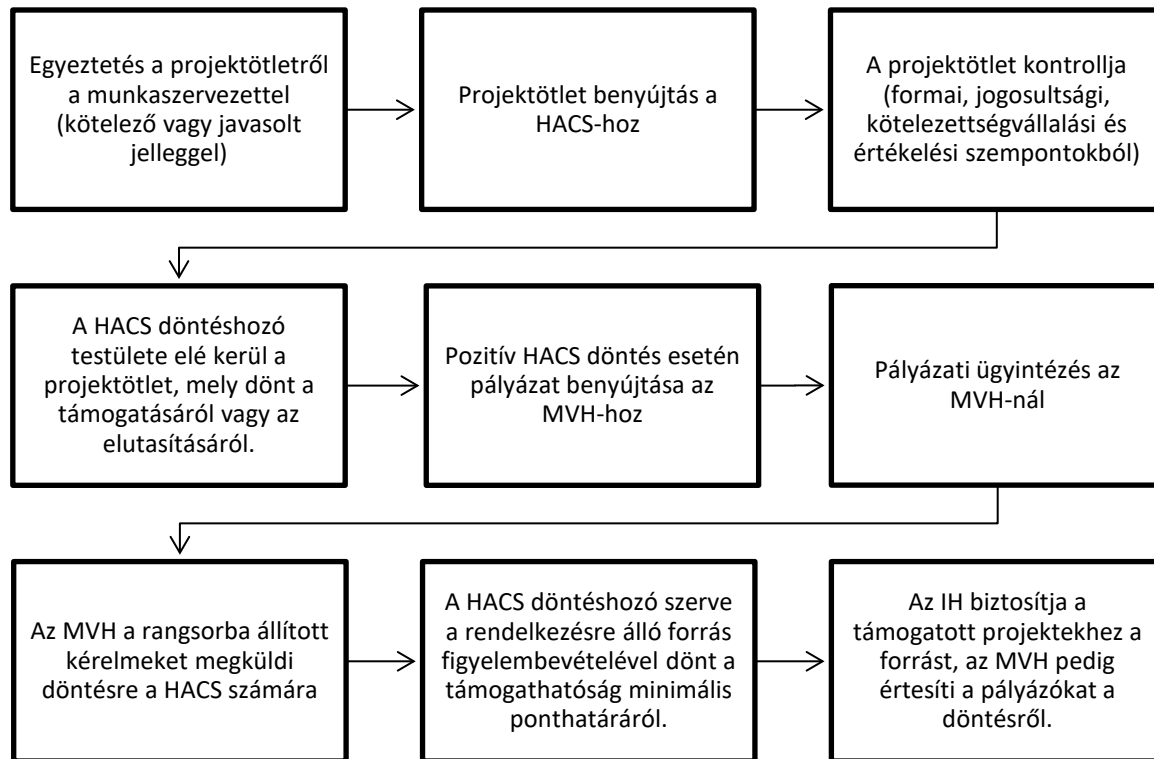 Egyeztetés a projektötletről
a munkaszervezettel
(kötelező vagy javasolt
jelleggel)
Projektötlet benyújtás a
HACS-hoz
A projektötlet kontrollja
(formai, jogosultsági,
kötelezettségvállalási és
értékelési szempontokból)
A HACS döntéshozó
testülete elé kerül a
projektötlet, mely dönt a
támogatásáról vagy az
elutasításáról.
Pozitív HACS döntés esetén
pályázat benyújtása az
MVH-hoz
Pályázati ügyintézés az
MVH-nál
Az MVH a rangsorba állított
kérelmeket megküldi
döntésre a HACS számára
A HACS döntéshozó szerve
a rendelkezésre álló forrás
figyelembevételével dönt a
támogathatóság minimális
ponthatáráról.
Az IH biztosítja a
támogatott projektekhez a
forrást, az MVH pedig
értesíti a pályázókat a
döntésről.